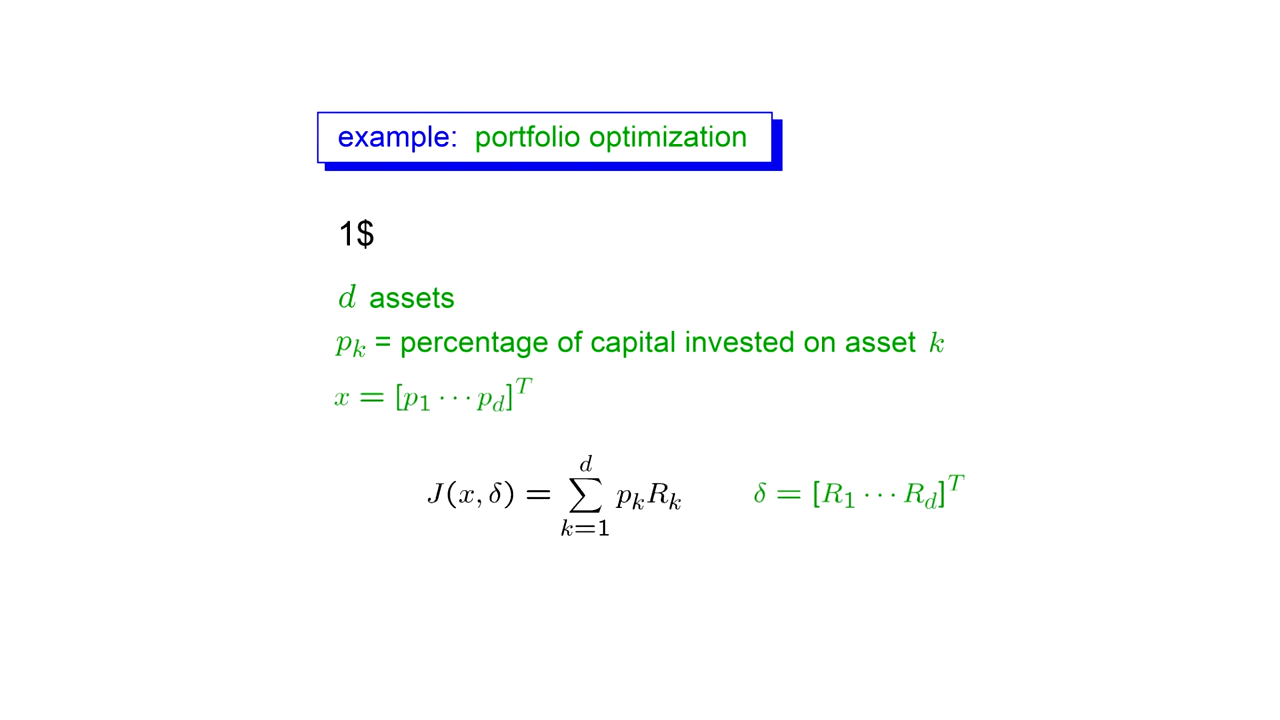 example: portfolio optimization
1$
d assets
p_k = percentage of capital invested on asset k
x = [p_1 ⋯ p_d]^T
J(x, δ) = ∑_{k=1}^{d} p_k R_k δ = [R_1 ⋯ R_d]^T